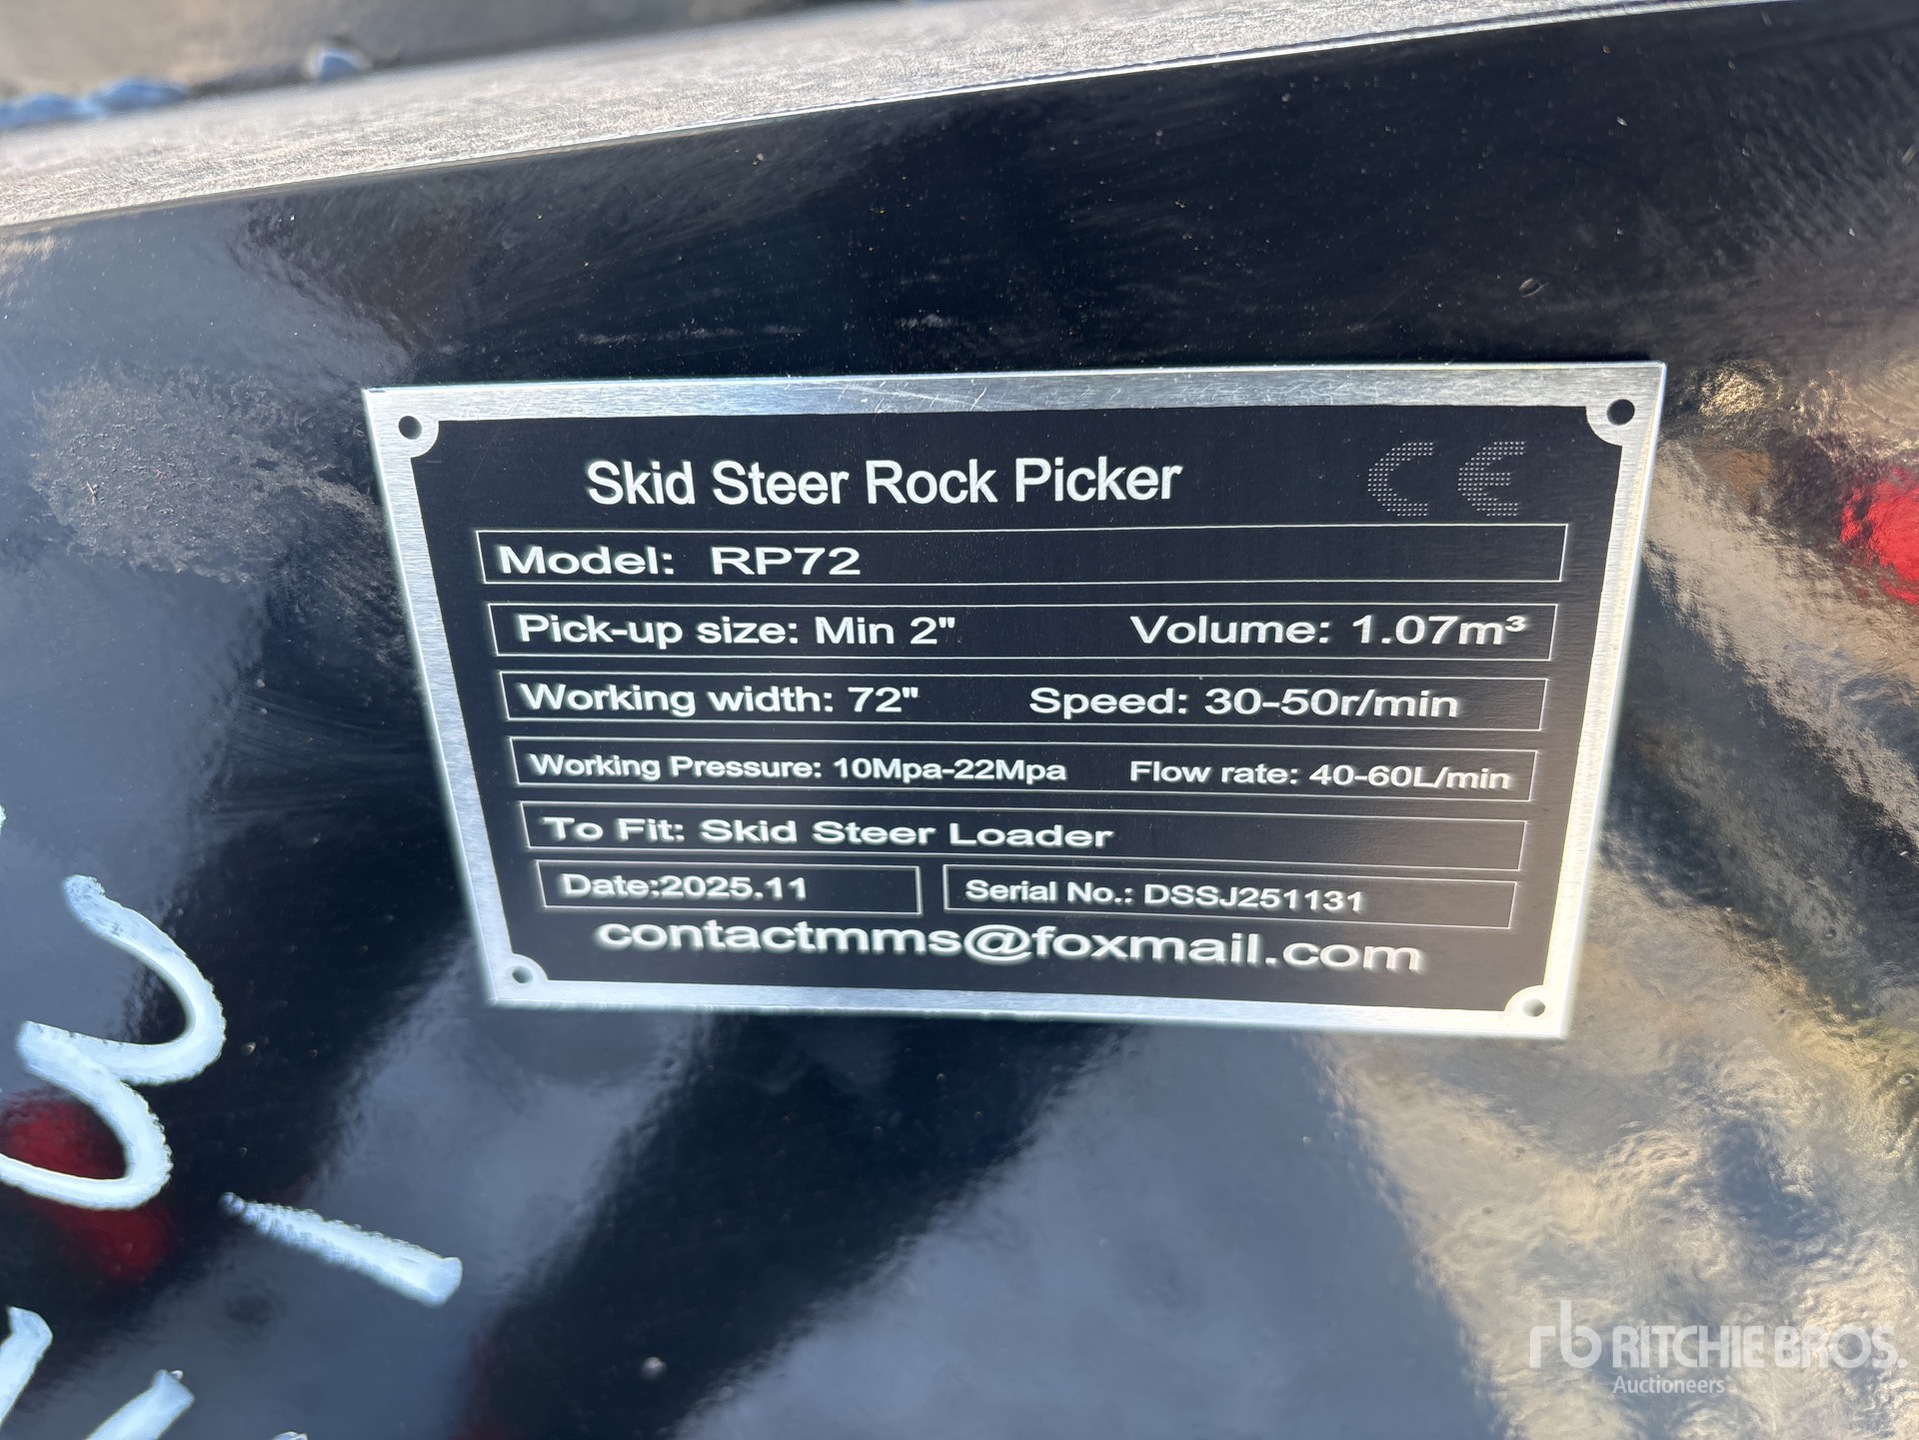 Skid Steer Rock Picker CE
Model: RP72
Pick-up size: Min 2" Volume: 1.07m³
Working width: 72" Speed: 30-50r/min
Working Pressure: 10Mpa-22Mpa Flow rate: 40-60L/min
To Fit: Skid Steer Loader
Date:2025.11 Serial No.: DSSJ251131
contactmms@foxmail.com
rb RITCHIE BROS.
Auctioneers